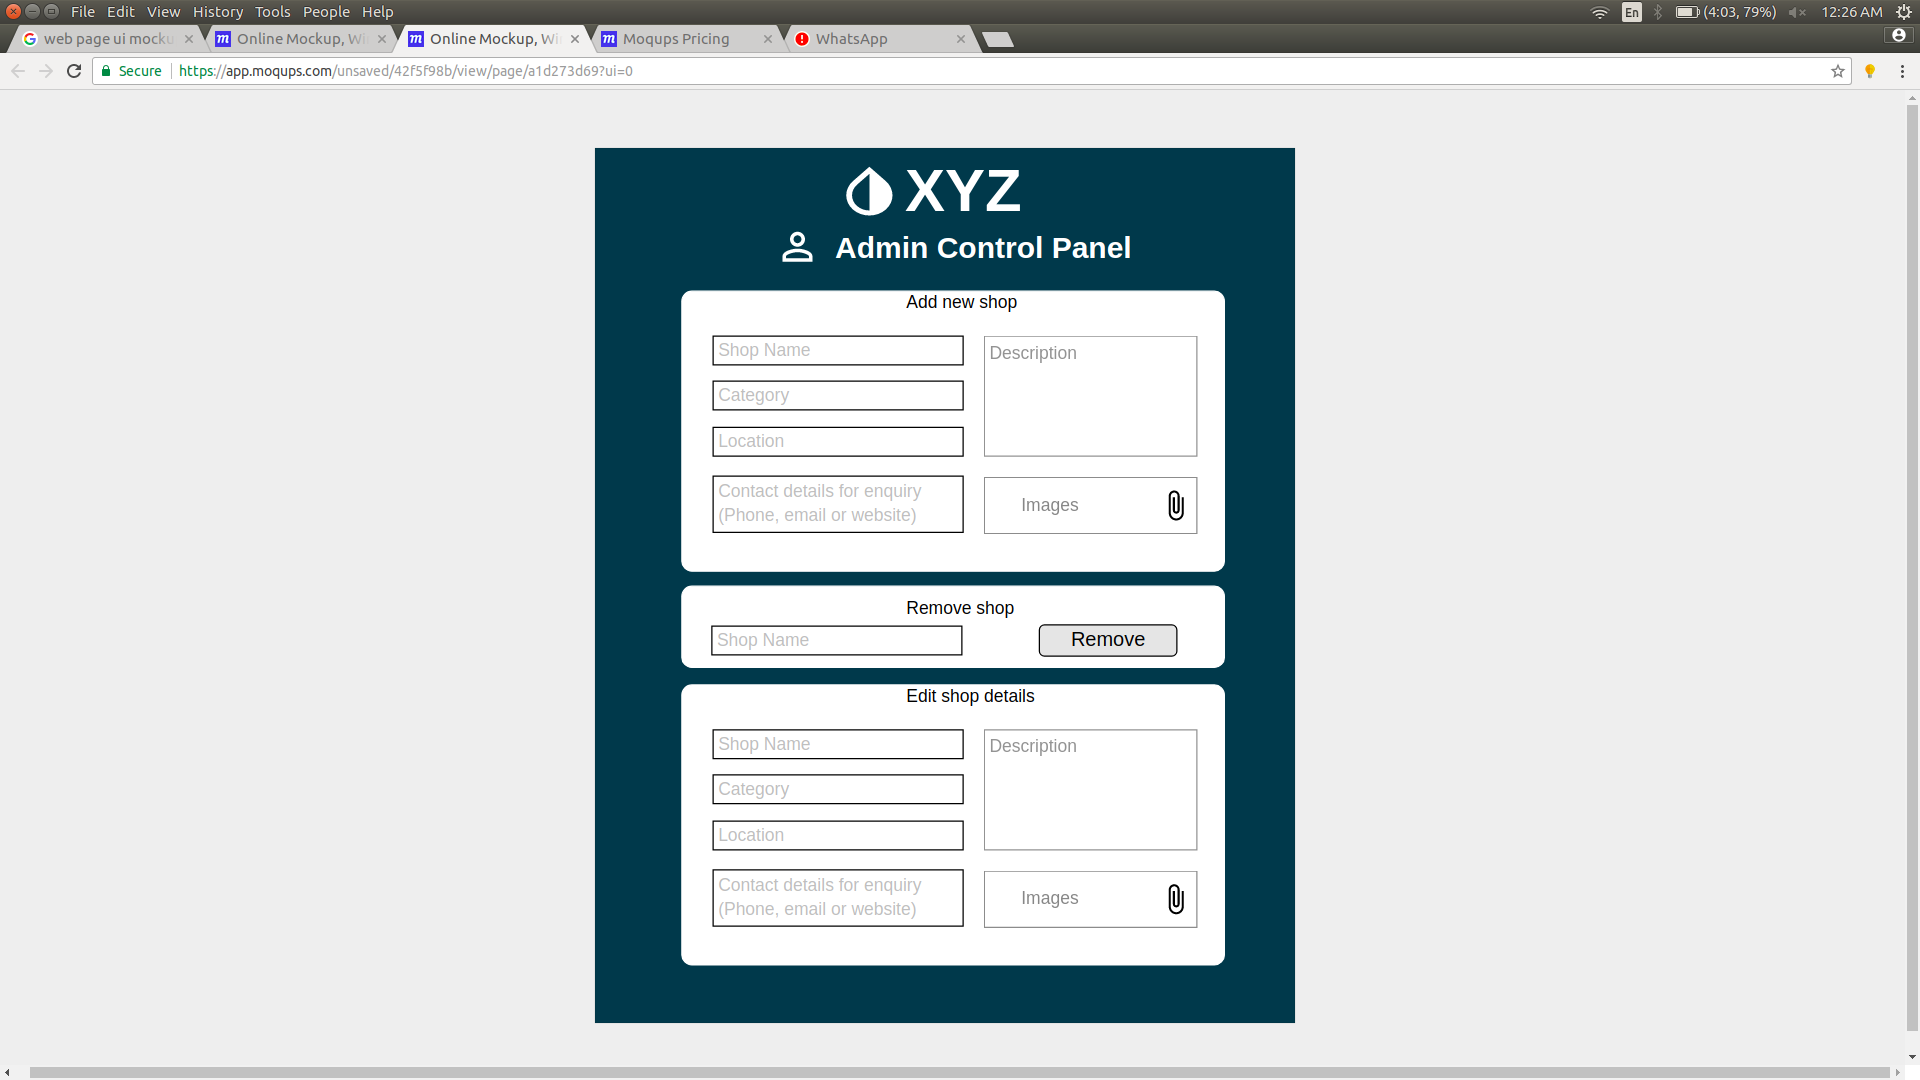 File Edit View History Tools People Help
En (4:03, 79%) 12:26 AM
web page ui mocku
Online Mockup, Wi
Online Mockup, Wi
Moqups Pricing
WhatsApp
Secure https://app.moqups.com/unsaved/42f5f98b/view/page/a1d273d69?ui=0
XYZ
Admin Control Panel
Add new shop
Shop Name
Description
Category
Location
Contact details for enquiry
(Phone, email or website)
Images
Remove shop
Shop Name
Remove
Edit shop details
Shop Name
Description
Category
Location
Contact details for enquiry
(Phone, email or website)
Images